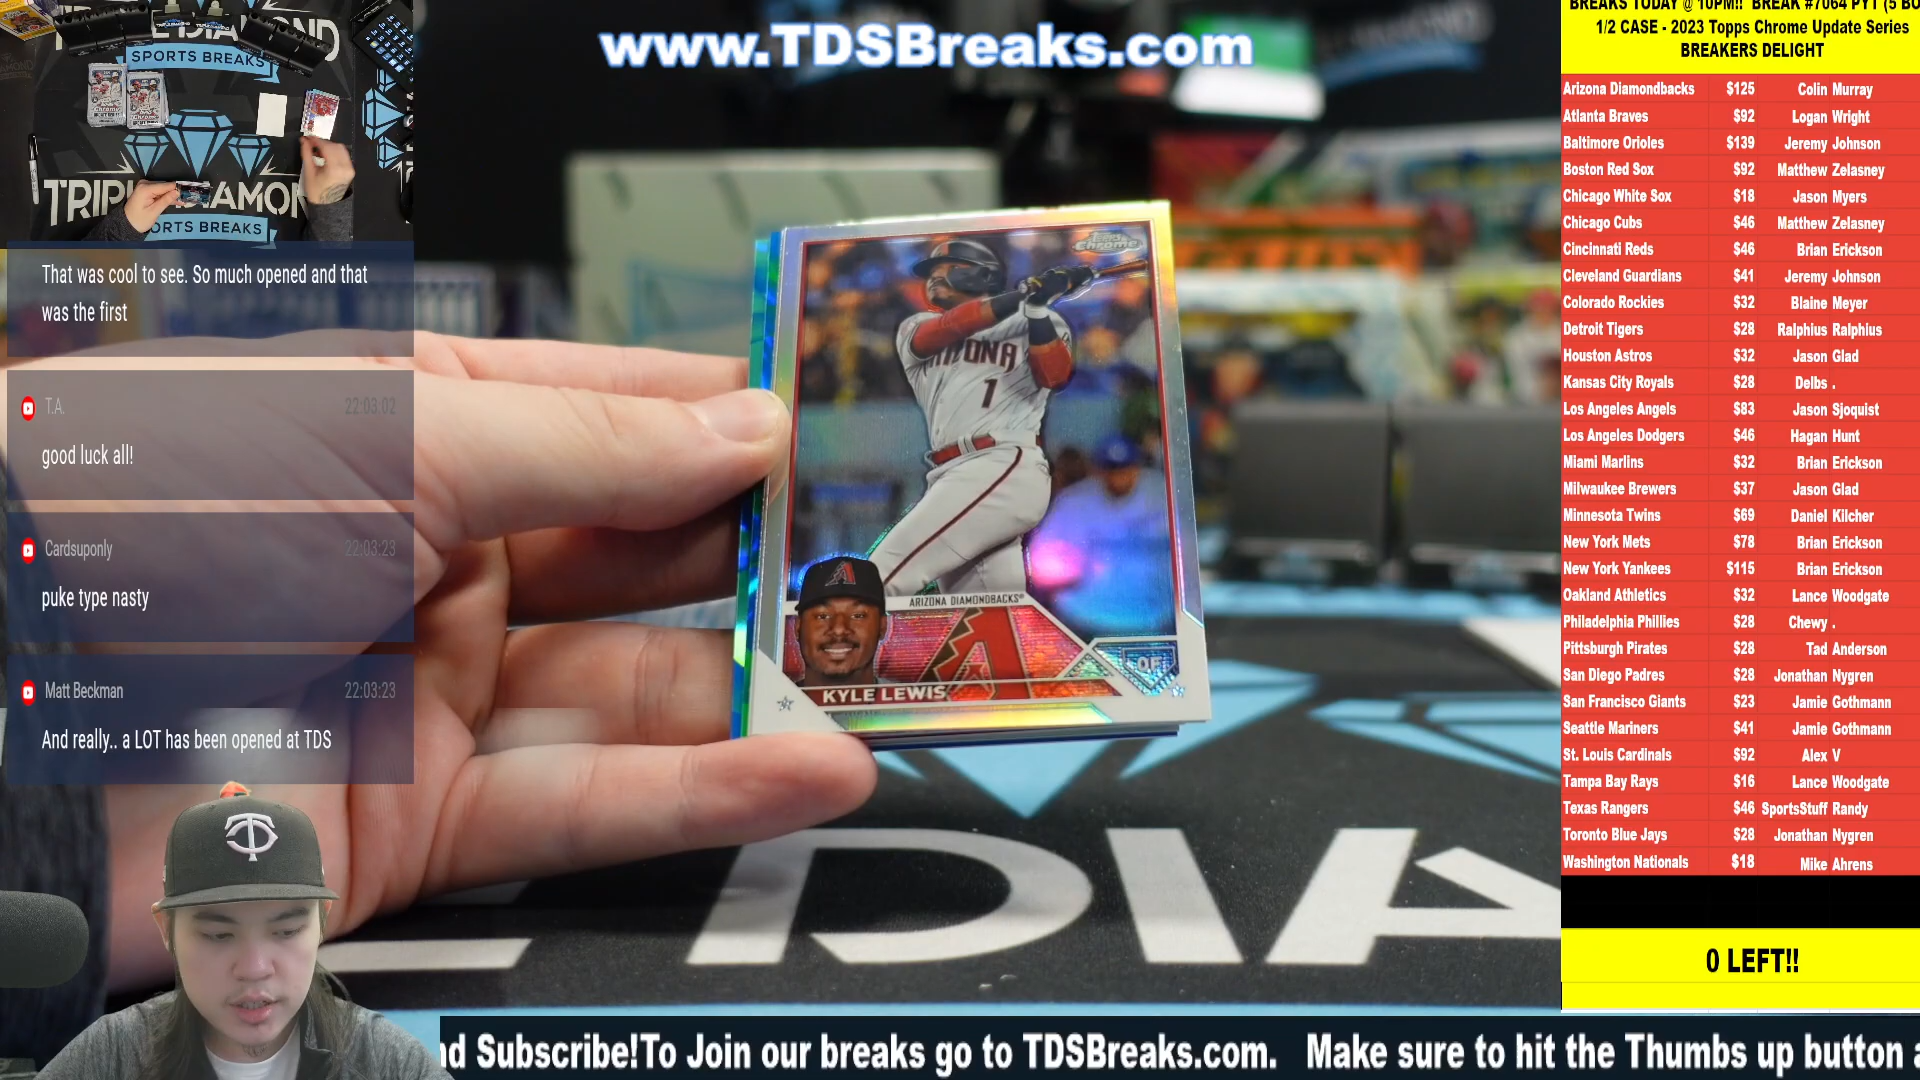 TRIPLE DIAMOND
SPORTS BREAKS
TRIPLE DIAMOND
SPORTS BREAKS
www.TDSBreaks.com
That was cool to see. So much opened and that
was the first
T.A. 22:03:02
good luck all!
Cardsuponly 22:03:23
puke type nasty
Matt Beckman 22:03:23
And really.. a LOT has been opened at TDS
Topps Chrome
ARIZONA
1
ARIZONA DIAMONDBACKS
OF
KYLE LEWIS
DIA
BREAKS TODAY @ 10PM!! BREAK #7064 PYT (5 BO
1/2 CASE - 2023 Topps Chrome Update Series
BREAKERS DELIGHT
Arizona Diamondbacks $125 Colin Murray
Atlanta Braves $92 Logan Wright
Baltimore Orioles $139 Jeremy Johnson
Boston Red Sox $92 Matthew Zelasney
Chicago White Sox $18 Jason Myers
Chicago Cubs $46 Matthew Zelasney
Cincinnati Reds $46 Brian Erickson
Cleveland Guardians $41 Jeremy Johnson
Colorado Rockies $32 Blaine Meyer
Detroit Tigers $28 Ralphius Ralphius
Houston Astros $32 Jason Glad
Kansas City Royals $28 Delbs .
Los Angeles Angels $83 Jason Sjoquist
Los Angeles Dodgers $46 Hagan Hunt
Miami Marlins $32 Brian Erickson
Milwaukee Brewers $37 Jason Glad
Minnesota Twins $69 Daniel Kilcher
New York Mets $78 Brian Erickson
New York Yankees $115 Brian Erickson
Oakland Athletics $32 Lance Woodgate
Philadelphia Phillies $28 Chewy .
Pittsburgh Pirates $28 Tad Anderson
San Diego Padres $28 Jonathan Nygren
San Francisco Giants $23 Jamie Gothmann
Seattle Mariners $41 Jamie Gothmann
St. Louis Cardinals $92 Alex V
Tampa Bay Rays $16 Lance Woodgate
Texas Rangers $46 SportsStuff Randy
Toronto Blue Jays $28 Jonathan Nygren
Washington Nationals $18 Mike Ahrens
0 LEFT!!
nd Subscribe!To Join our breaks go to TDSBreaks.com. Make sure to hit the Thumbs up button a